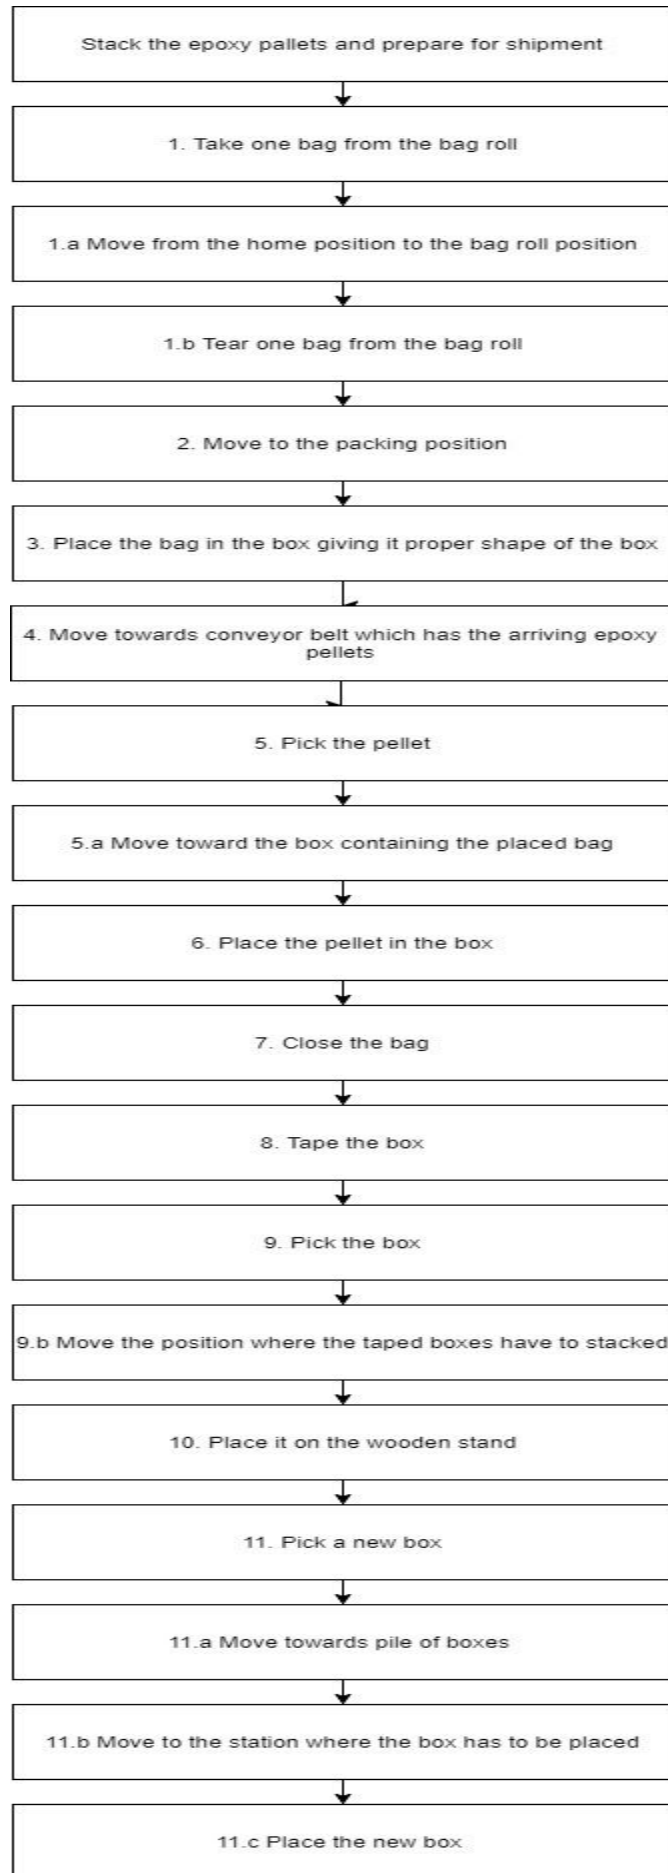 Stack the epoxy pallets and prepare for shipment
1. Take one bag from the bag roll
1.a Move from the home position to the bag roll position
1.b Tear one bag from the bag roll
2. Move to the packing position
3. Place the bag in the box giving it proper shape of the box
4. Move towards conveyor belt which has the arriving epoxy
pellets
5. Pick the pellet
5.a Move toward the box containing the placed bag
6. Place the pellet in the box
7. Close the bag
8. Tape the box
9. Pick the box
9.b Move the position where the taped boxes have to stacked
10. Place it on the wooden stand
11. Pick a new box
11.a Move towards pile of boxes
11.b Move to the station where the box has to be placed
11.c Place the new box